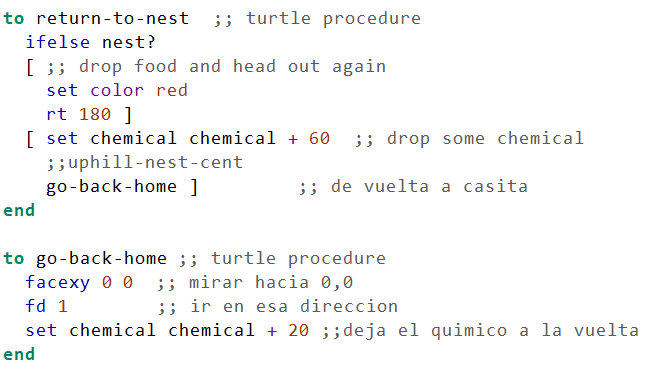 to return-to-nest  ;; turtle procedure
  ifelse nest?
  [ ;; drop food and head out again
    set color red
    rt 180 ]
  [ set chemical chemical + 60  ;; drop some chemical
    ;;uphill-nest-cent
    go-back-home ]         ;; de vuelta a casita
end

to go-back-home ;; turtle procedure
  facexy 0 0  ;; mirar hacia 0,0
  fd 1        ;; ir en esa direccion
  set chemical chemical + 20 ;;deja el quimico a la vuelta
end